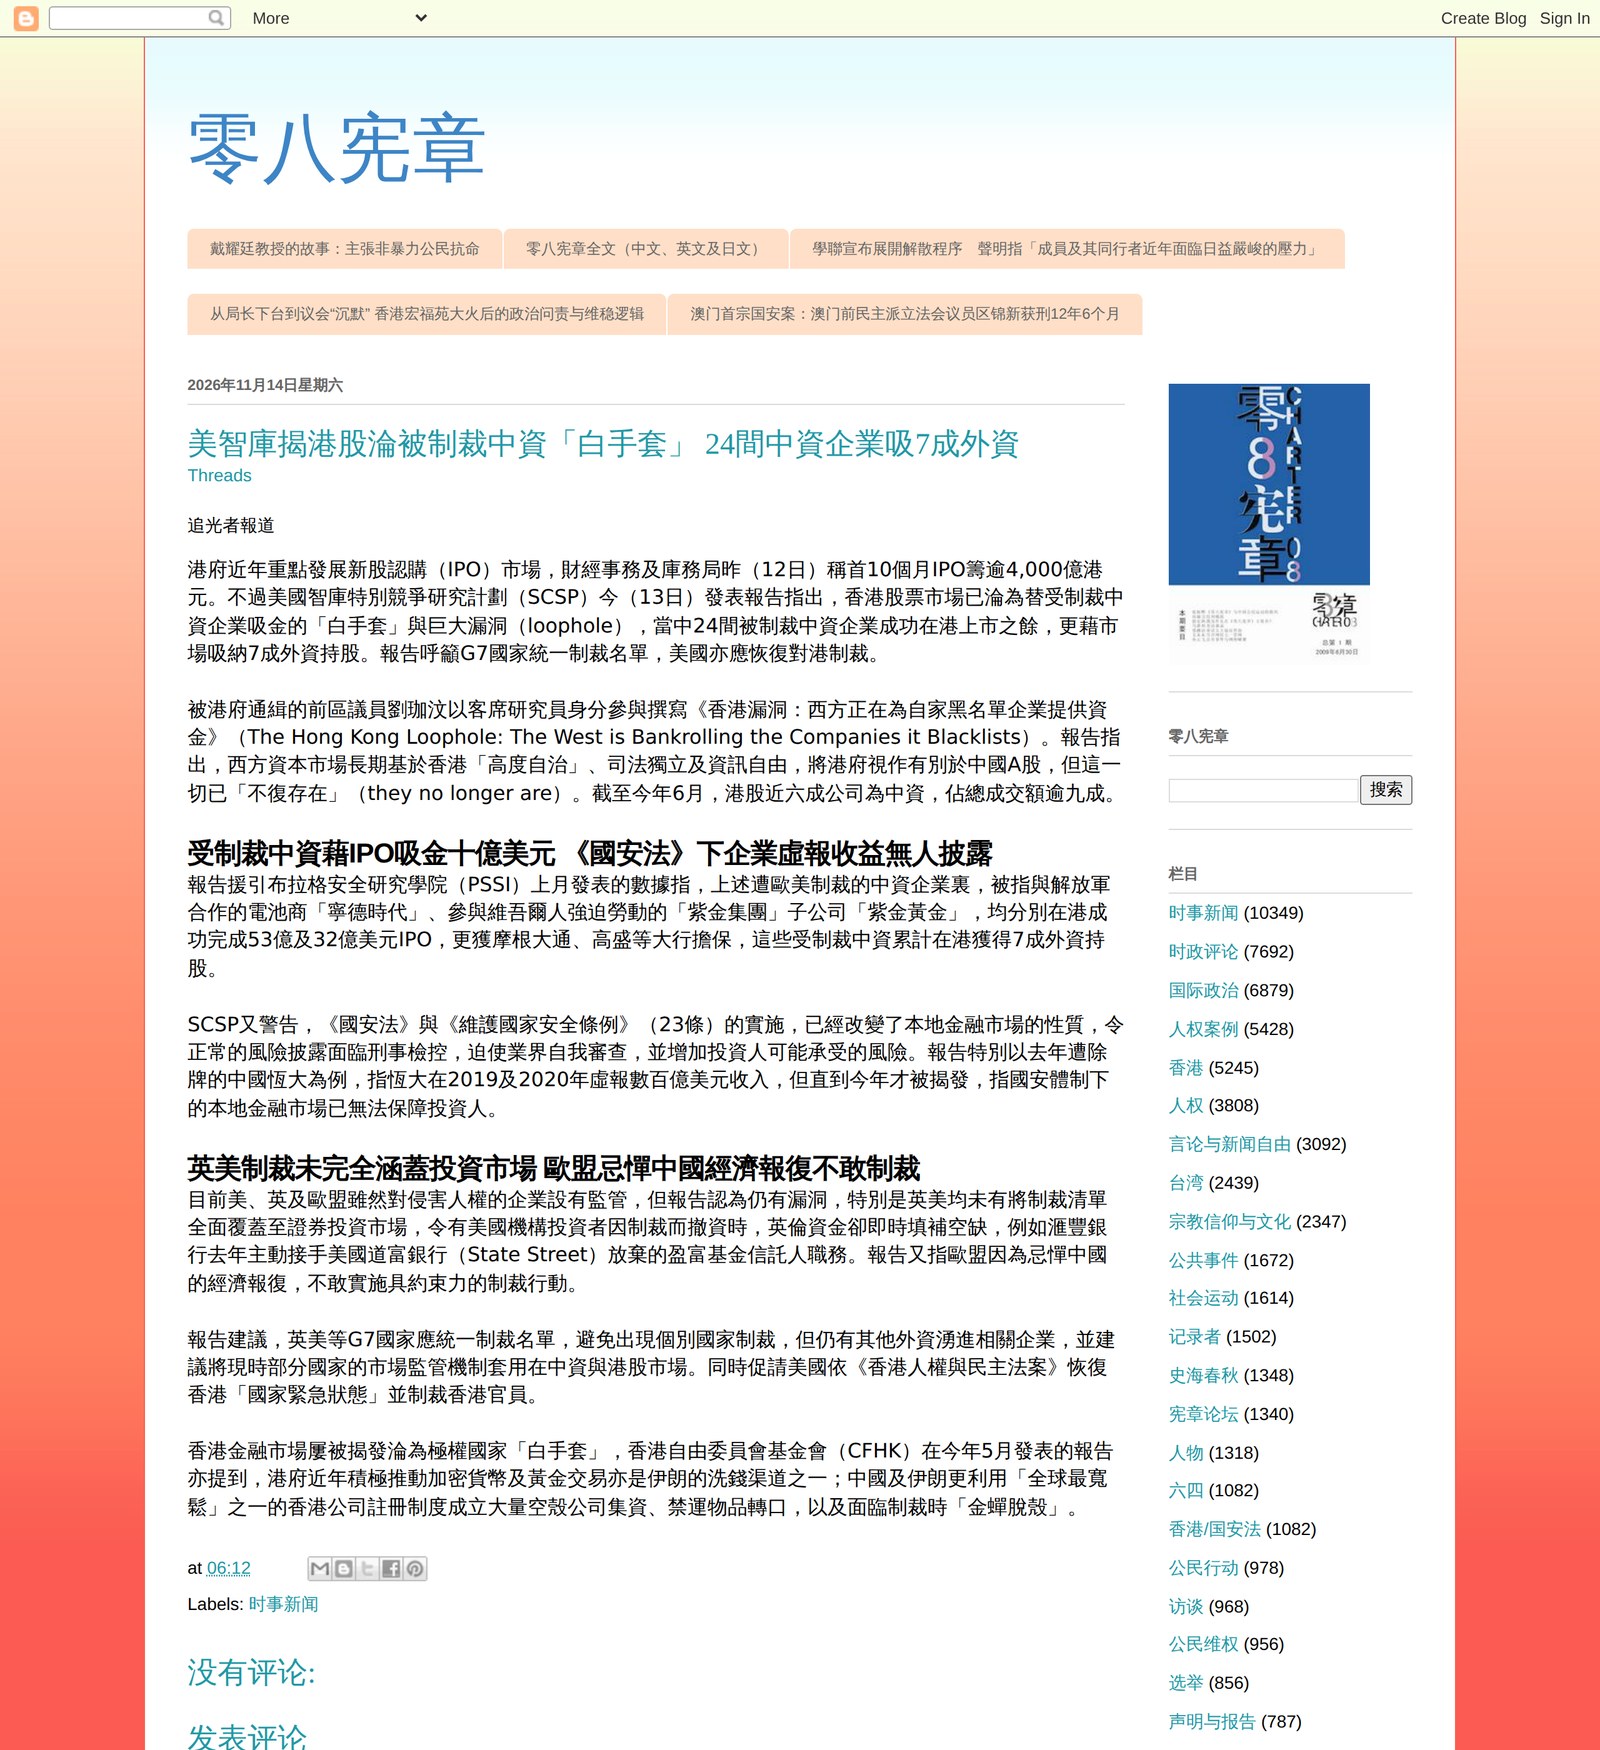 More
Create Blog Sign In
零八宪章
戴耀廷教授的故事：主張非暴力公民抗命
零八宪章全文（中文、英文及日文）
學聯宣布展開解散程序　聲明指「成員及其同行者近年面臨日益嚴峻的壓力」
从局长下台到议会“沉默” 香港宏福苑大火后的政治问责与维稳逻辑
澳门首宗国安案：澳门前民主派立法会议员区锦新获刑12年6个月
2026年11月14日星期六
美智庫揭港股淪被制裁中資「白手套」 24間中資企業吸7成外資
Threads
追光者報道
港府近年重點發展新股認購（IPO）市場，財經事務及庫務局昨（12日）稱首10個月IPO籌逾4,000億港
元。不過美國智庫特別競爭研究計劃（SCSP）今（13日）發表報告指出，香港股票市場已淪為替受制裁中
資企業吸金的「白手套」與巨大漏洞（loophole），當中24間被制裁中資企業成功在港上市之餘，更藉市
場吸納7成外資持股。報告呼籲G7國家統一制裁名單，美國亦應恢復對港制裁。
被港府通緝的前區議員劉珈汶以客席研究員身分參與撰寫《香港漏洞：西方正在為自家黑名單企業提供資
金》（The Hong Kong Loophole: The West is Bankrolling the Companies it Blacklists）。報告指
出，西方資本市場長期基於香港「高度自治」、司法獨立及資訊自由，將港府視作有別於中國A股，但這一
切已「不復存在」（they no longer are）。截至今年6月，港股近六成公司為中資，佔總成交額逾九成。
受制裁中資藉IPO吸金十億美元 《國安法》下企業虛報收益無人披露
報告援引布拉格安全研究學院（PSSI）上月發表的數據指，上述遭歐美制裁的中資企業裏，被指與解放軍
合作的電池商「寧德時代」、參與維吾爾人強迫勞動的「紫金集團」子公司「紫金黃金」，均分別在港成
功完成53億及32億美元IPO，更獲摩根大通、高盛等大行擔保，這些受制裁中資累計在港獲得7成外資持
股。
SCSP又警告，《國安法》與《維護國家安全條例》（23條）的實施，已經改變了本地金融市場的性質，令
正常的風險披露面臨刑事檢控，迫使業界自我審查，並增加投資人可能承受的風險。報告特別以去年遭除
牌的中國恆大為例，指恆大在2019及2020年虛報數百億美元收入，但直到今年才被揭發，指國安體制下
的本地金融市場已無法保障投資人。
英美制裁未完全涵蓋投資市場 歐盟忌憚中國經濟報復不敢制裁
目前美、英及歐盟雖然對侵害人權的企業設有監管，但報告認為仍有漏洞，特別是英美均未有將制裁清單
全面覆蓋至證券投資市場，令有美國機構投資者因制裁而撤資時，英倫資金卻即時填補空缺，例如滙豐銀
行去年主動接手美國道富銀行（State Street）放棄的盈富基金信託人職務。報告又指歐盟因為忌憚中國
的經濟報復，不敢實施具約束力的制裁行動。
報告建議，英美等G7國家應統一制裁名單，避免出現個別國家制裁，但仍有其他外資湧進相關企業，並建
議將現時部分國家的市場監管機制套用在中資與港股市場。同時促請美國依《香港人權與民主法案》恢復
香港「國家緊急狀態」並制裁香港官員。
香港金融市場屢被揭發淪為極權國家「白手套」，香港自由委員會基金會（CFHK）在今年5月發表的報告
亦提到，港府近年積極推動加密貨幣及黃金交易亦是伊朗的洗錢渠道之一；中國及伊朗更利用「全球最寬
鬆」之一的香港公司註冊制度成立大量空殼公司集資、禁運物品轉口，以及面臨制裁時「金蟬脫殼」。
at 06:12
Labels: 时事新闻
没有评论:
发表评论
零8宪章
CHARTER 08
本期要目
零八宪章
CHARTER03
总第 1 期
2009年6月30日
零八宪章
搜索
栏目
时事新闻 (10349)
时政评论 (7692)
国际政治 (6879)
人权案例 (5428)
香港 (5245)
人权 (3808)
言论与新闻自由 (3092)
台湾 (2439)
宗教信仰与文化 (2347)
公共事件 (1672)
社会运动 (1614)
记录者 (1502)
史海春秋 (1348)
宪章论坛 (1340)
人物 (1318)
六四 (1082)
香港/国安法 (1082)
公民行动 (978)
访谈 (968)
公民维权 (956)
选举 (856)
声明与报告 (787)